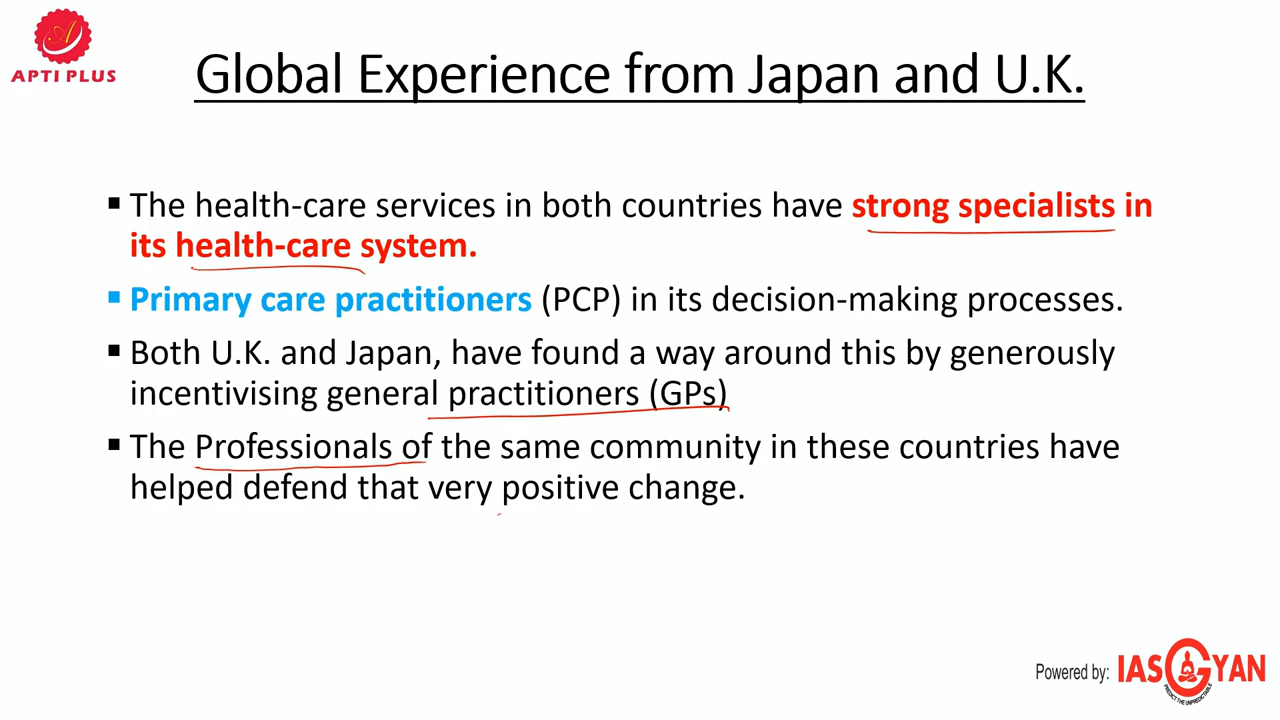 APTI PLUS
Global Experience from Japan and U.K.
▪ The health-care services in both countries have strong specialists in
its health-care system.
▪ Primary care practitioners (PCP) in its decision-making processes.
▪ Both U.K. and Japan, have found a way around this by generously
incentivising general practitioners (GPs)
▪ The Professionals of the same community in these countries have
helped defend that very positive change.
Powered by: IAS GYAN
PREDICT THE UNPREDICTABLE